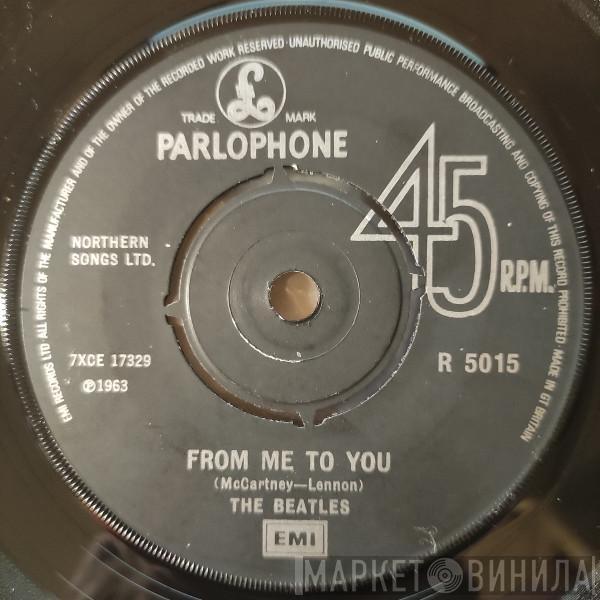 EMI RECORDS LTD ALL RIGHTS OF THE MANUFACTURER AND OF THE OWNER OF THE RECORDED WORK RESERVED · UNAUTHORISED PUBLIC PERFORMANCE BROADCASTING AND COPYING OF THIS RECORD PROHIBITED MADE IN GT BRITAIN
£
TRADE MARK
PARLOPHONE
45
R.P.M.
NORTHERN
SONGS LTD.
7XCE 17329
℗1963
R 5015
FROM ME TO YOU
(McCartney—Lennon)
THE BEATLES
EMI
МАРКЕТ ВИНИЛА